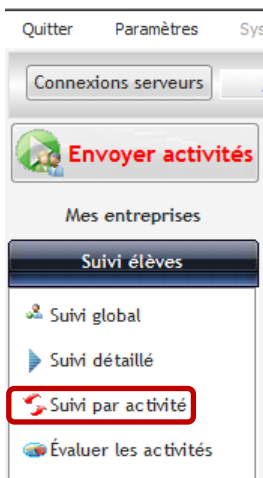 Quitter Paramètres Sys
Connexions serveurs
Envoyer activités
Mes entreprises
Suivi élèves
Suivi global
Suivi détaillé
Suivi par activité
Évaluer les activités